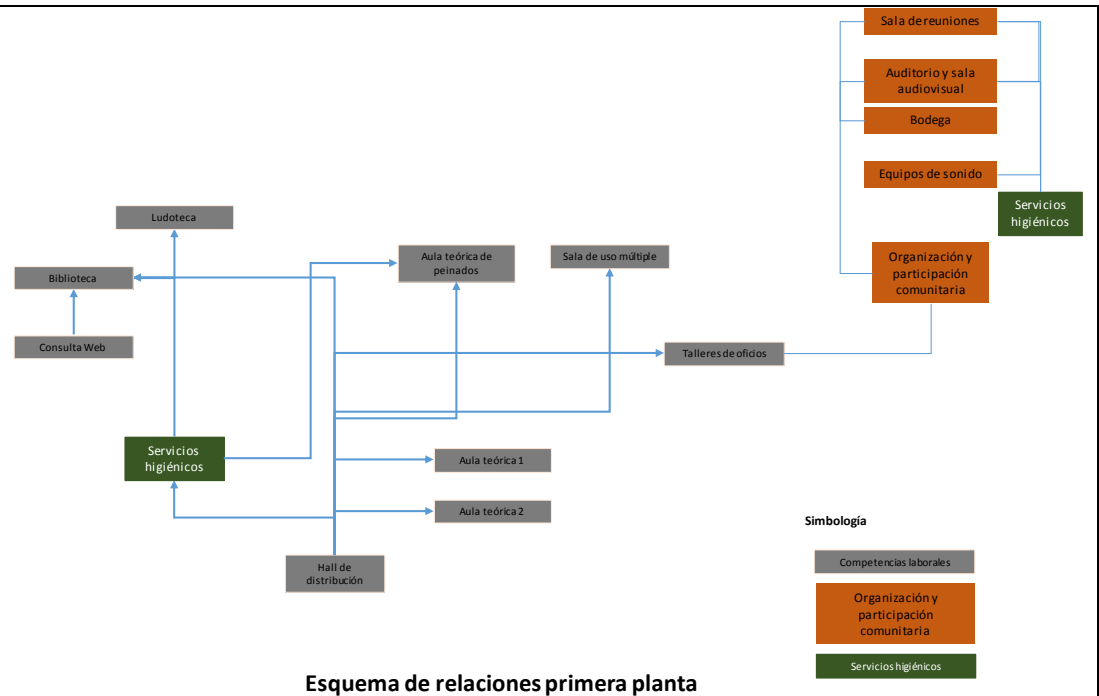 Sala de reuniones
Auditorio y sala
audiovisual
Bodega
Equipos de sonido
Servicios
higiénicos
Ludoteca
Aula teórica de
peinados
Sala de uso múltiple
Organización y
participación
comunitaria
Biblioteca
Consulta Web
Talleres de oficios
Servicios
higiénicos
Aula teórica 1
Aula teórica 2
Hall de
distribución
Simbología
Competencias laborales
Organización y
participación
comunitaria
Servicios higiénicos
Esquema de relaciones primera planta